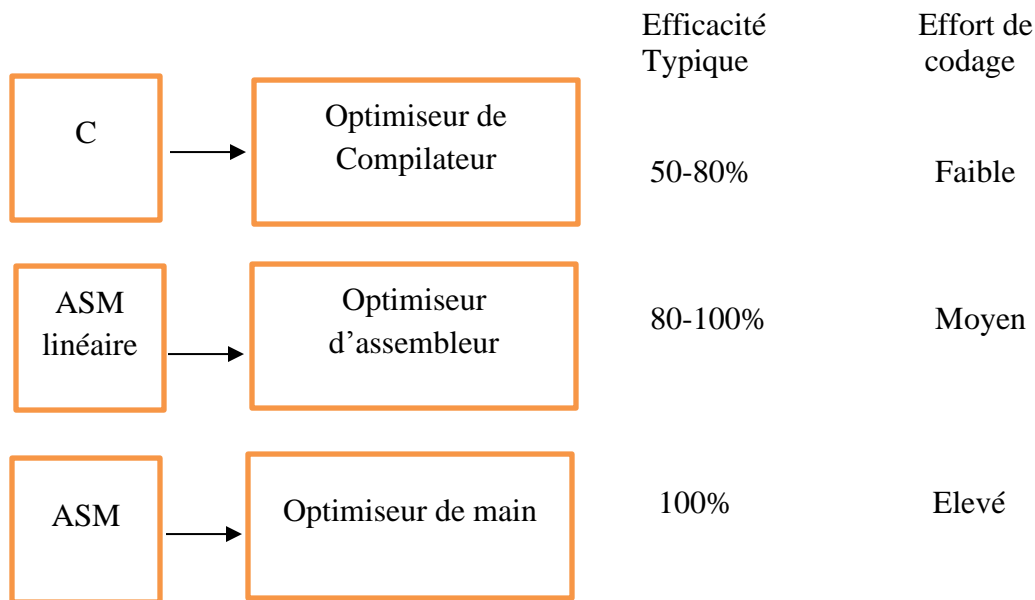 Efficacité
Typique
Effort de
codage
C
Optimiseur de
Compilateur
50-80%
Faible
ASM
linéaire
Optimiseur
d’assembleur
80-100%
Moyen
ASM
Optimiseur de main
100%
Elevé